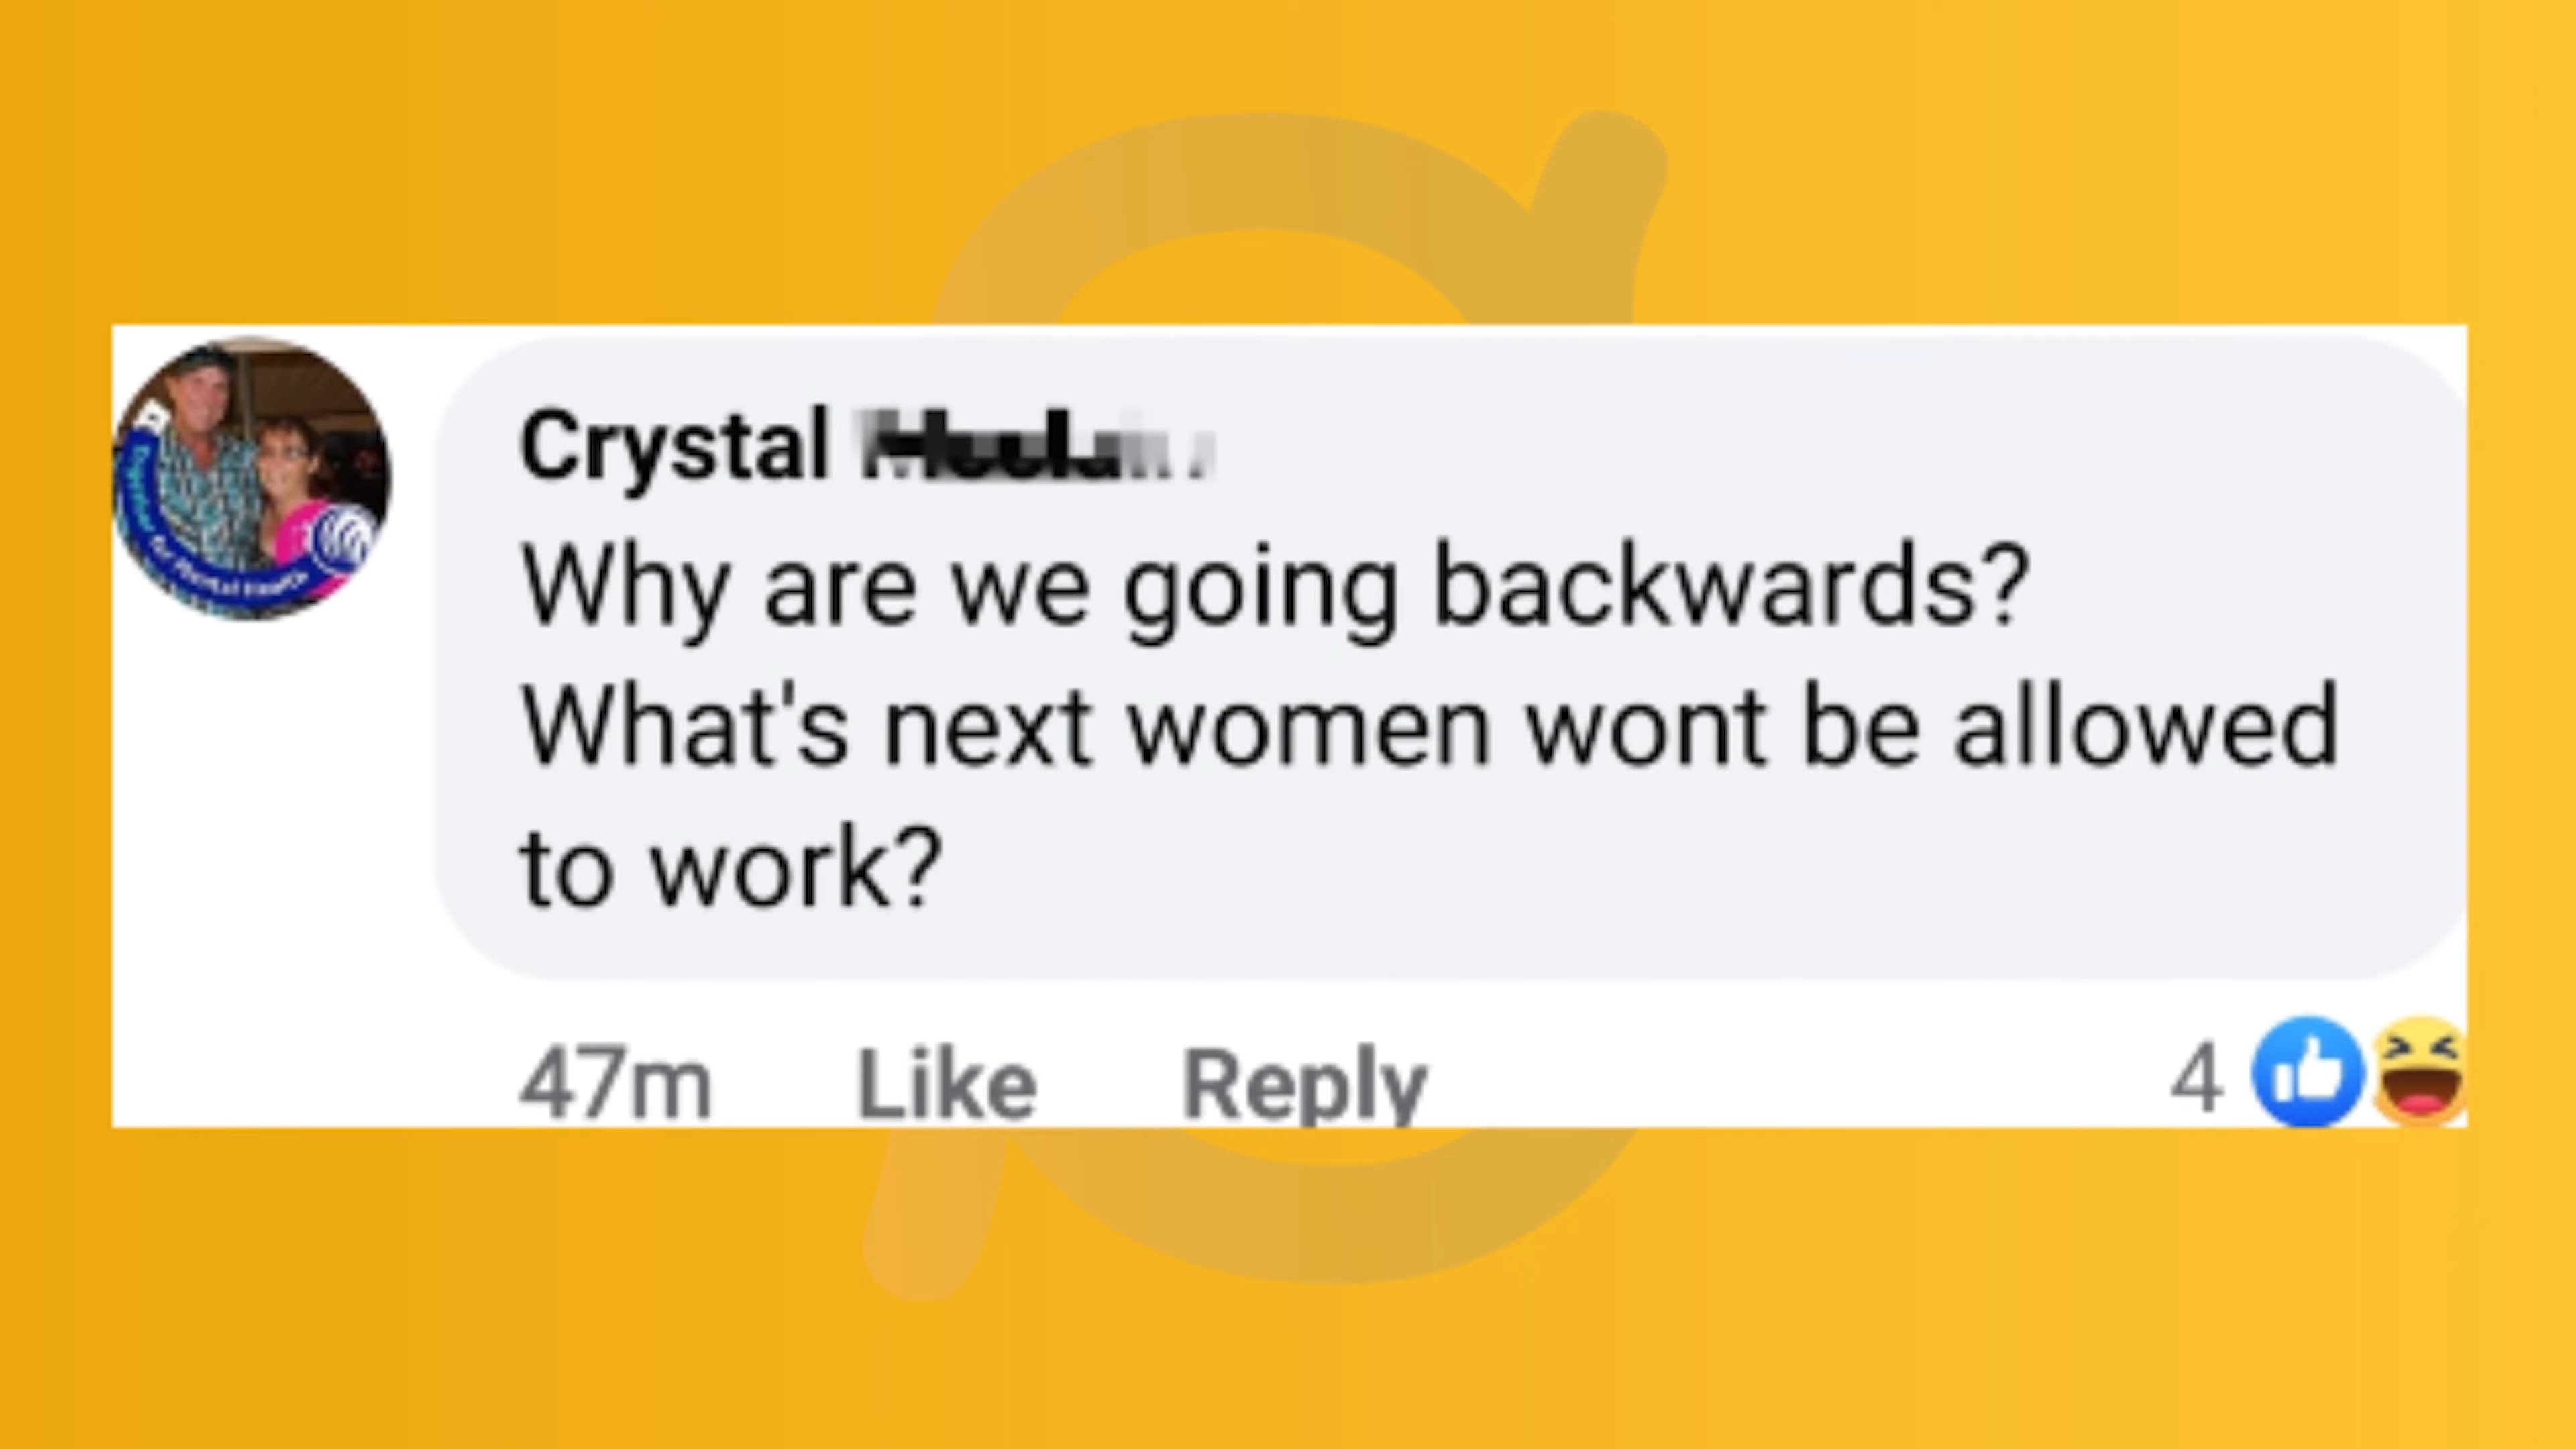 Crystal
Why are we going backwards?
What's next women wont be allowed
to work?
47m Like Reply
4